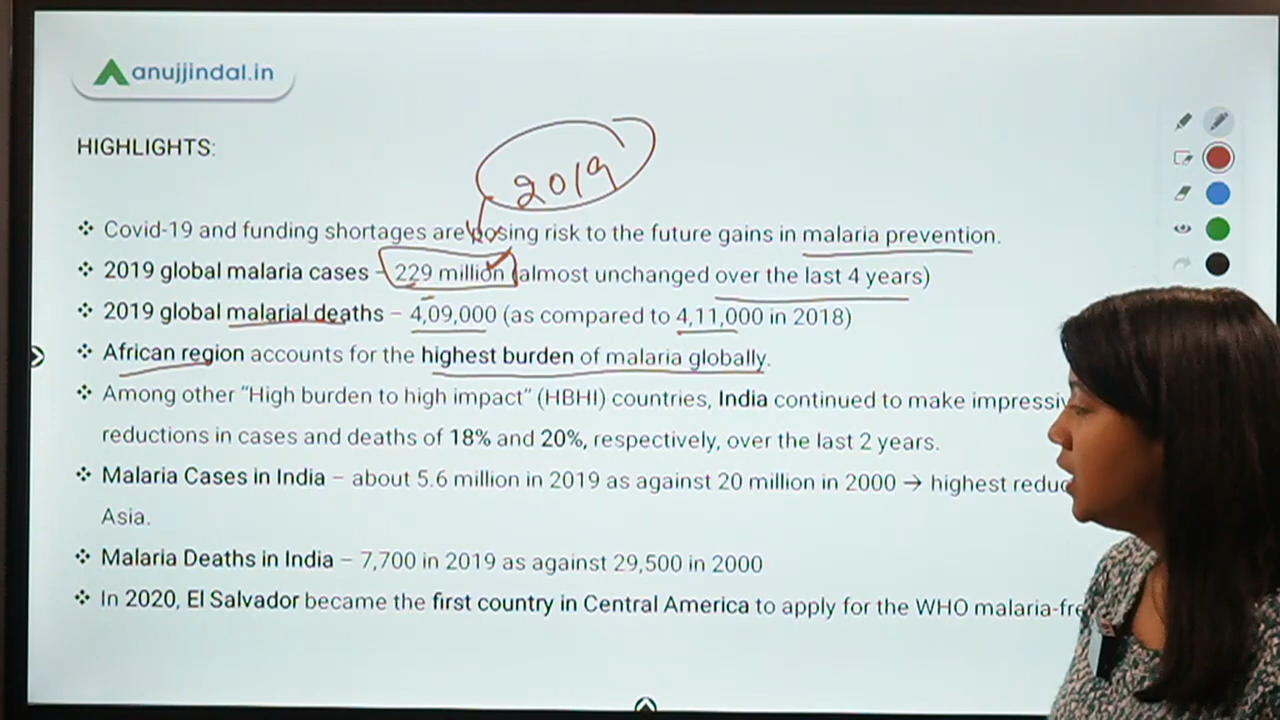 anujjindal.in
HIGHLIGHTS:
2019
Covid-19 and funding shortages are posing risk to the future gains in malaria prevention.
2019 global malaria cases - 229 million (almost unchanged over the last 4 years)
2019 global malarial deaths – 4,09,000 (as compared to 4,11,000 in 2018)
African region accounts for the highest burden of malaria globally.
Among other “High burden to high impact” (HBHI) countries, India continued to make
reductions in cases and deaths of 18% and 20%, respectively, over the last 2 years.
Malaria Cases in India – about 5.6 million in 2019 as against 20 million in 2000 → highest
Asia.
Malaria Deaths in India – 7,700 in 2019 as against 29,500 in 2000
In 2020, El Salvador became the first country in Central America to apply for the WHO